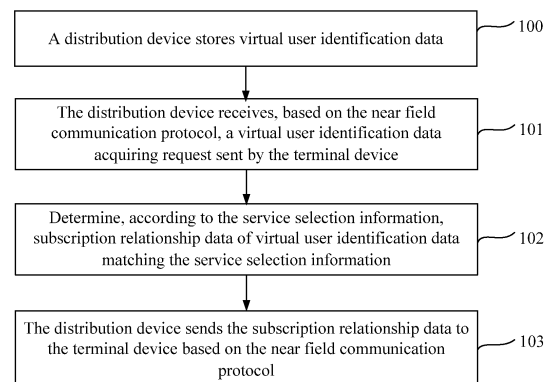 A distribution device stores virtual user identification data
100
The distribution device receives, based on the near field
communication protocol, a virtual user identification data
acquiring request sent by the terminal device
101
Determine, according to the service selection information,
subscription relationship data of virtual user identification data
matching the service selection information
102
The distribution device sends the subscription relationship data to
the terminal device based on the near field communication
protocol
103